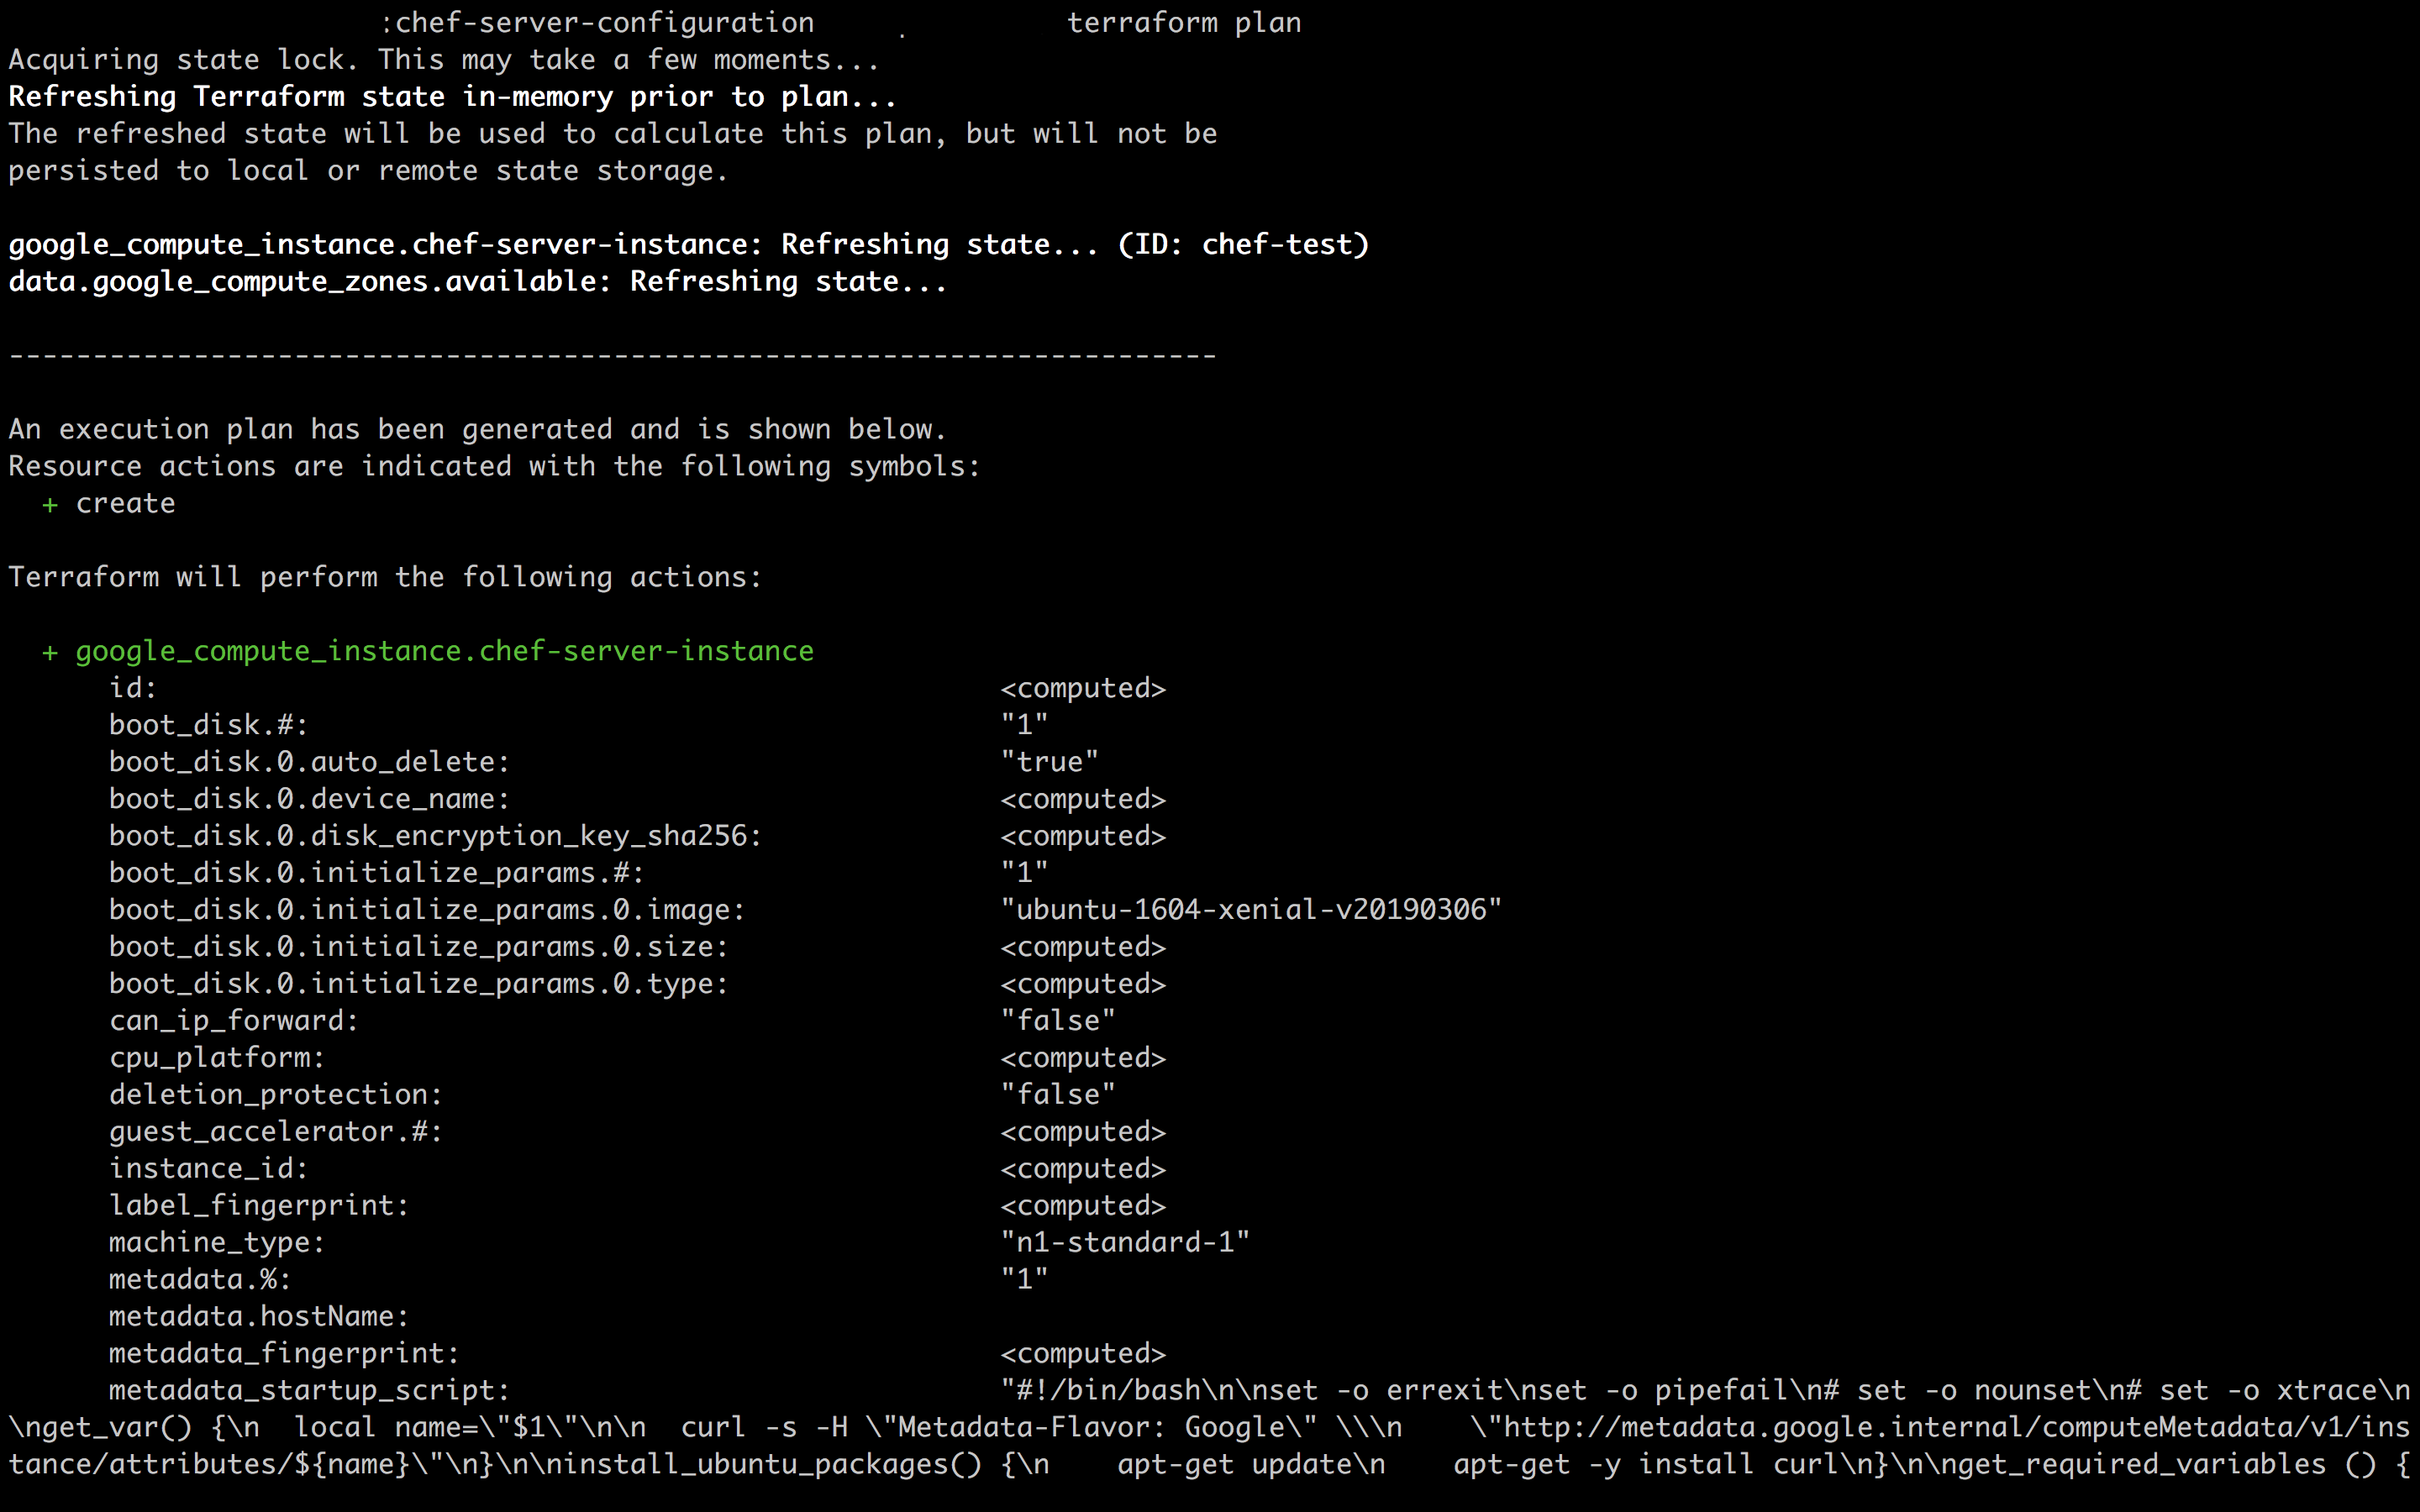 :chef-server-configuration . terraform plan
Acquiring state lock. This may take a few moments...
Refreshing Terraform state in-memory prior to plan...
The refreshed state will be used to calculate this plan, but will not be
persisted to local or remote state storage.
google_compute_instance.chef-server-instance: Refreshing state... (ID: chef-test)
data.google_compute_zones.available: Refreshing state...
------------------------------------------------------------------------
An execution plan has been generated and is shown below.
Resource actions are indicated with the following symbols:
+ create
Terraform will perform the following actions:
+ google_compute_instance.chef-server-instance
id: <computed>
boot_disk.#: "1"
boot_disk.0.auto_delete: "true"
boot_disk.0.device_name: <computed>
boot_disk.0.disk_encryption_key_sha256: <computed>
boot_disk.0.initialize_params.#: "1"
boot_disk.0.initialize_params.0.image: "ubuntu-1604-xenial-v20190306"
boot_disk.0.initialize_params.0.size: <computed>
boot_disk.0.initialize_params.0.type: <computed>
can_ip_forward: "false"
cpu_platform: <computed>
deletion_protection: "false"
guest_accelerator.#: <computed>
instance_id: <computed>
label_fingerprint: <computed>
machine_type: "n1-standard-1"
metadata.%: "1"
metadata.hostName:
metadata_fingerprint: <computed>
metadata_startup_script: "#!/bin/bash\n\nset -o errexit\nset -o pipefail\n# set -o nounset\n# set -o xtrace\n
\nget_var() {\n  local name=\"$1\"\n\n  curl -s -H \"Metadata-Flavor: Google\" \\\n    \"http://metadata.google.internal/computeMetadata/v1/ins
tance/attributes/${name}\"\n}\n\ninstall_ubuntu_packages() {\n    apt-get update\n    apt-get -y install curl\n}\n\nget_required_variables () {